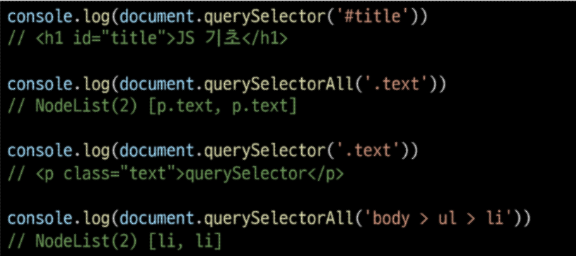 console.log(document.querySelector('#title'))
// <h1 id="title">JS 기초</h1>
console.log(document.querySelectorAll('.text'))
// NodeList(2) [p.text, p.text]
console.log(document.querySelector('.text'))
// <p class="text">querySelector</p>
console.log(document.querySelectorAll('body > ul > li'))
// NodeList(2) [li, li]